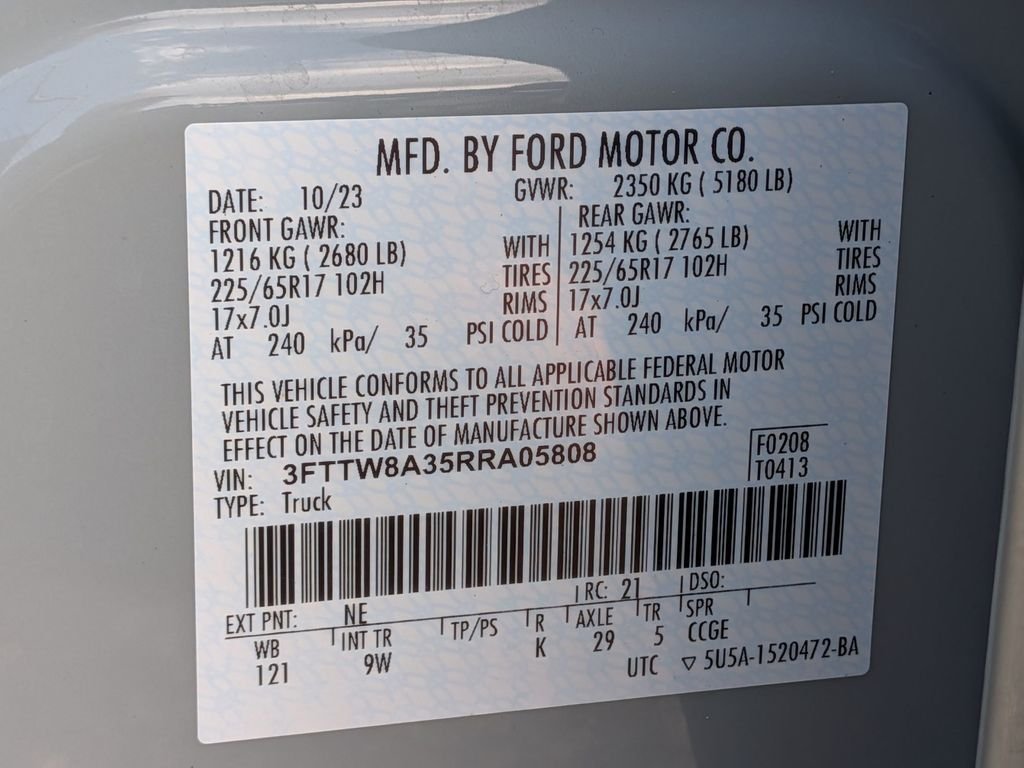 MFD. BY FORD MOTOR CO.
DATE: 10/23 GVWR: 2350 KG ( 5180 LB)
FRONT GAWR: REAR GAWR:
1216 KG ( 2680 LB) WITH 1254 KG ( 2765 LB) WITH
225/65R17 102H TIRES 225/65R17 102H TIRES
17x7.0J RIMS 17x7.0J RIMS
AT 240 kPa/ 35 PSI COLD AT 240 kPa/ 35 PSI COLD
THIS VEHICLE CONFORMS TO ALL APPLICABLE FEDERAL MOTOR
VEHICLE SAFETY AND THEFT PREVENTION STANDARDS IN
EFFECT ON THE DATE OF MANUFACTURE SHOWN ABOVE.
VIN: 3FTTW8A35RRA05808 F0208
TYPE: Truck T0413
EXT PNT: NE RC: 21 DSO:
WB INT TR TP/PS R AXLE TR SPR
121 9W K 29 5 CCGE
UTC ▽ 5U5A-1520472-BA